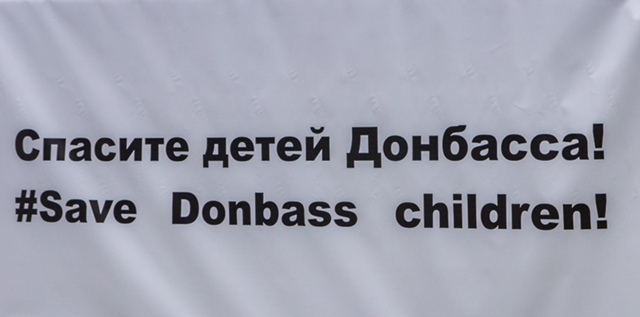 Спасите детей Донбасса!
#Save Donbass children!